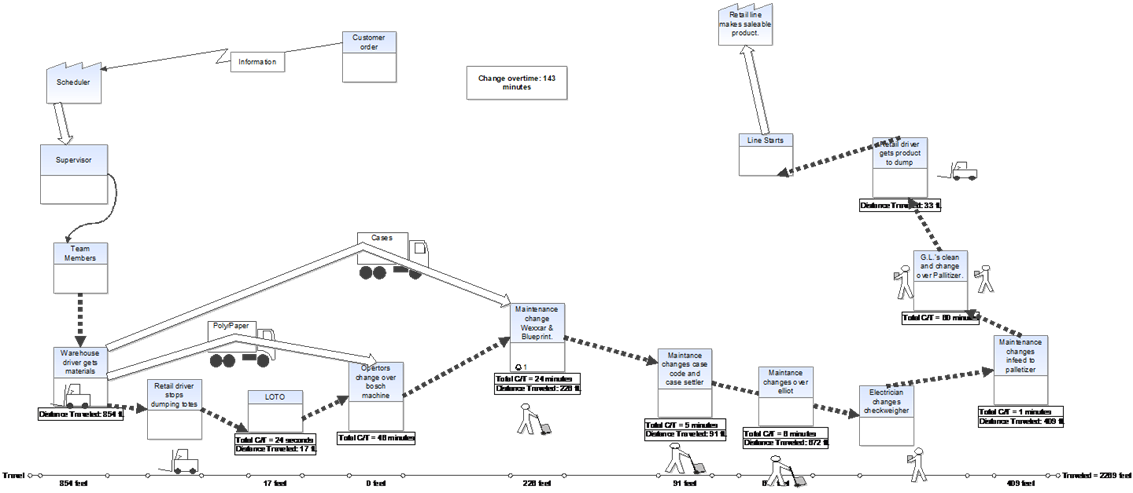 Retail line
makes saleable
product.
Customer
order
Information
Scheduler
Change overtime: 143
minutes
Line Starts
Retail driver
gets product
to dump
Distance Traveled: 33 ft.
Supervisor
Team
Members
Cases
G.L.'s clean
and change
over Pallitizer.
Total C/T = 60 minutes
Poly/Paper
Maintenance
change
Wexxar &
Blueprint.
1
Total C/T = 24 minutes
Distance Traveled: 228 ft.
Maintenance
changes
infeed to
palletizer
Total C/T = 1 minutes
Distance Traveled: 409 ft.
Warehouse
driver gets
materials
Distance Traveled: 854 ft.
Retail driver
stops
dumping totes
LOTO
Total C/T = 24 seconds
Distance Traveled: 17 ft.
Opertors
change over
bosch
machine
Total C/T = 48 minutes
Maintance
changes case
code and
case settler
Total C/T = 5 minutes
Distance Traveled: 91 ft.
Maintance
changes over
elliot
Total C/T = 8 minutes
Distance Traveled: 672 ft.
Electrician
changes
checkweigher
Travel
854 feet
17 feet
0 feet
228 feet
91 feet
409 feet
Traveled = 2269 feet